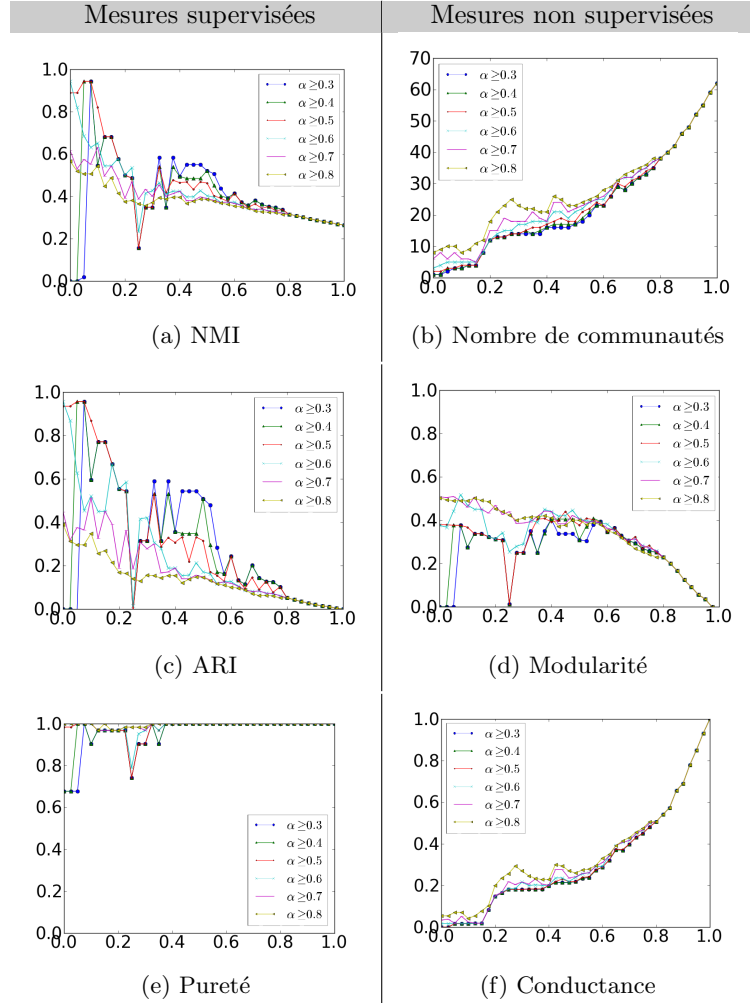 Mesures supervisées
Mesures non supervisées
1.0
0.8
0.6
0.4
0.2
0.0
0.0 0.2 0.4 0.6 0.8 1.0
α≥0.3
α≥0.4
α≥0.5
α≥0.6
α≥0.7
α≥0.8
(a) NMI
70
60
50
40
30
20
10
0
0.0 0.2 0.4 0.6 0.8 1.0
α≥0.3
α≥0.4
α≥0.5
α≥0.6
α≥0.7
α≥0.8
(b) Nombre de communautés
1.0
0.8
0.6
0.4
0.2
0.0
0.0 0.2 0.4 0.6 0.8 1.0
α≥0.3
α≥0.4
α≥0.5
α≥0.6
α≥0.7
α≥0.8
(c) ARI
1.0
0.8
0.6
0.4
0.2
0.0
0.0 0.2 0.4 0.6 0.8 1.0
α≥0.3
α≥0.4
α≥0.5
α≥0.6
α≥0.7
α≥0.8
(d) Modularité
1.0
0.8
0.6
0.4
0.2
0.0
0.0 0.2 0.4 0.6 0.8 1.0
α≥0.3
α≥0.4
α≥0.5
α≥0.6
α≥0.7
α≥0.8
(e) Pureté
1.0
0.8
0.6
0.4
0.2
0.0
0.0 0.2 0.4 0.6 0.8 1.0
α≥0.3
α≥0.4
α≥0.5
α≥0.6
α≥0.7
α≥0.8
(f) Conductance